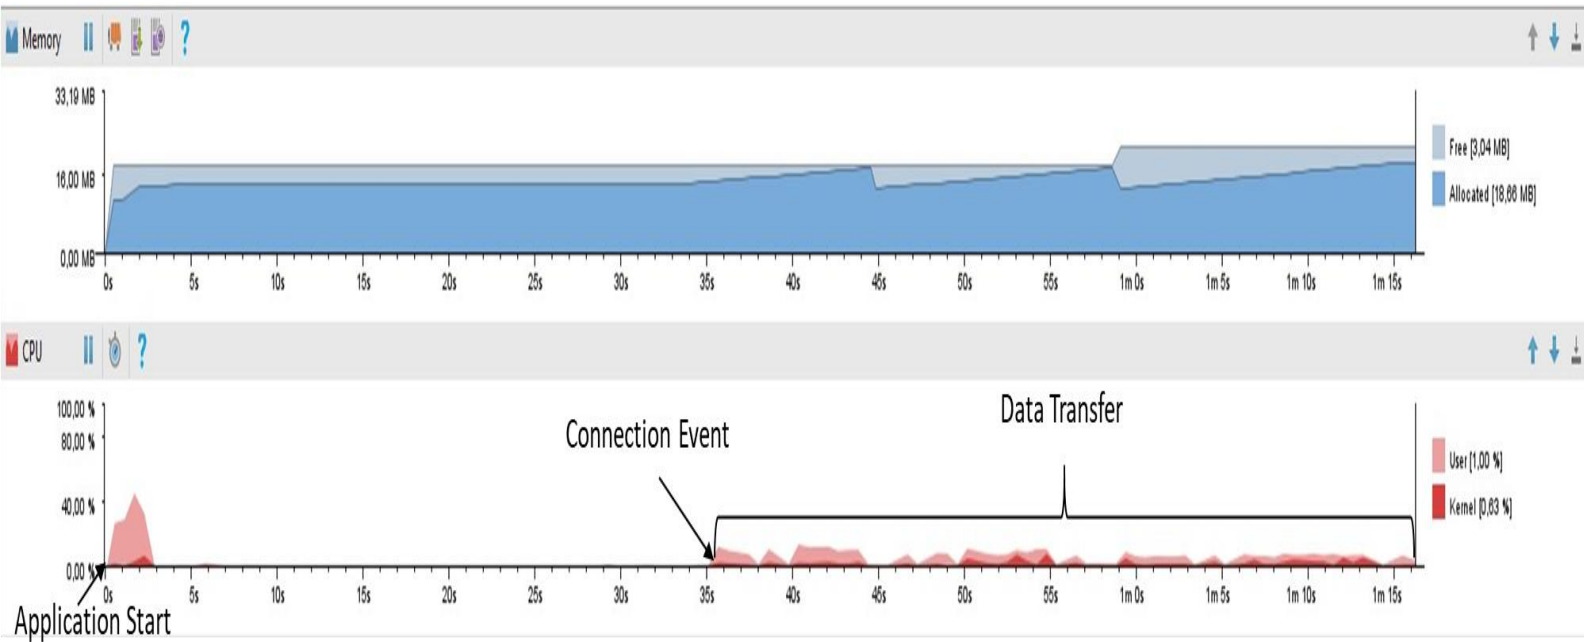 Memory ?
33,19 MB
16,00 MB
0,00 MB
Free [3,04 MB]
Allocated [18,66 MB]
0s 5s 10s 15s 20s 25s 30s 35s 40s 45s 50s 55s 1m 0s 1m 5s 1m 10s 1m 15s
CPU ?
100,00 %
80,00 %
40,00 %
0,00 %
Connection Event
Data Transfer
User [1,00 %]
Kernel [0,63 %]
0s 5s 10s 15s 20s 25s 30s 35s 40s 45s 50s 55s 1m 0s 1m 5s 1m 10s 1m 15s
Application Start